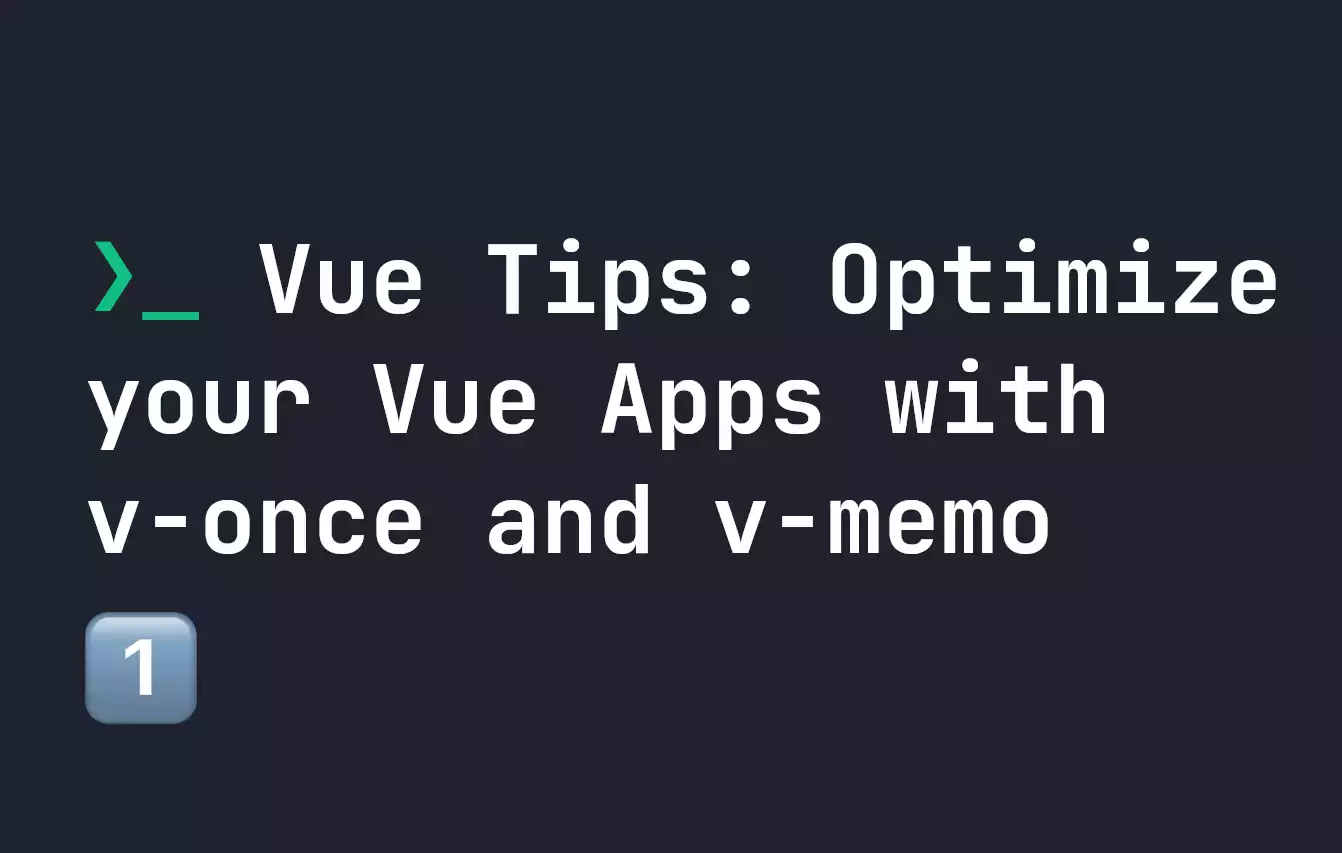 ❯_ Vue Tips: Optimize
your Vue Apps with
v-once and v-memo
1️⃣